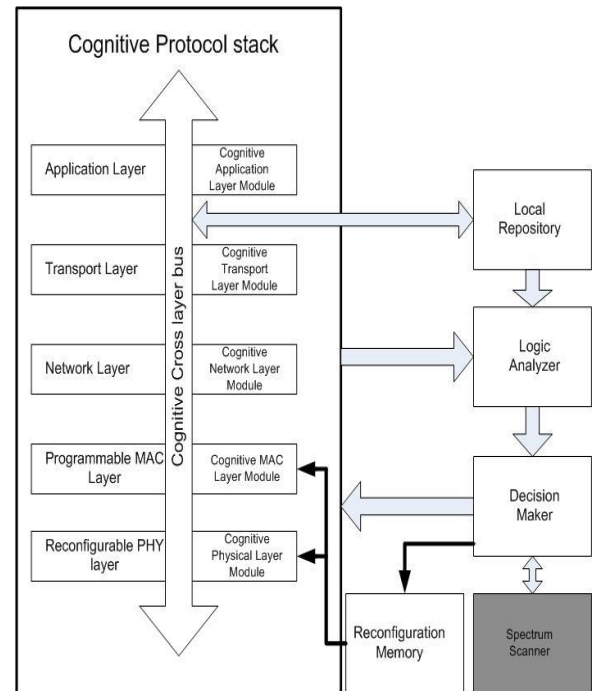 Cognitive Protocol stack
Application Layer
Cognitive
Application
Layer Module
Transport Layer
Cognitive
Transport
Layer Module
Network Layer
Cognitive
Network Layer
Module
Programmable MAC
Layer
Cognitive MAC
Layer Module
Reconfigurable PHY
layer
Cognitive
Physical Layer
Module
Cognitive Cross layer bus
Local
Repository
Logic
Analyzer
Decision
Maker
Reconfiguration
Memory
Spectrum
Scanner